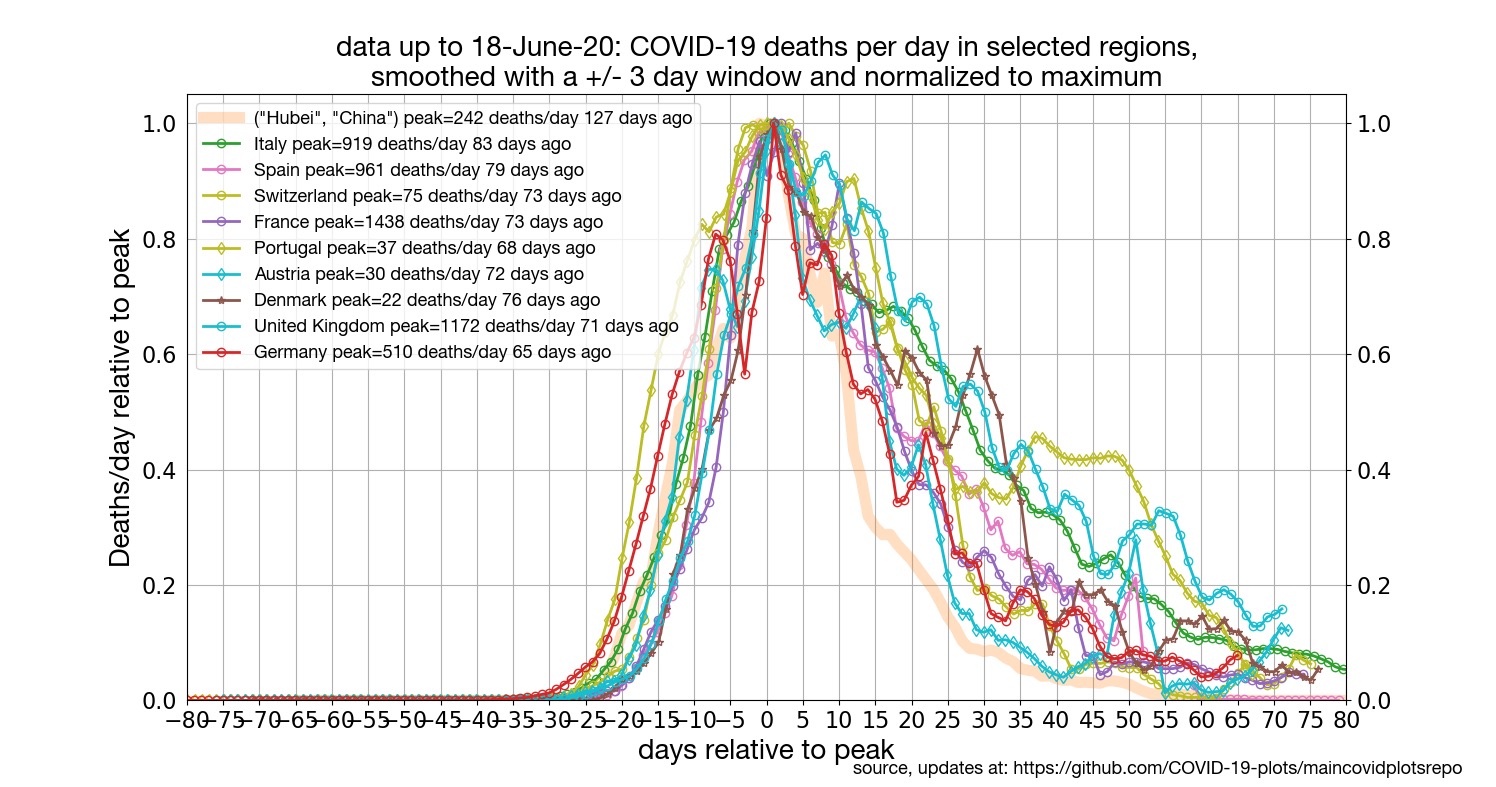 data up to 18-June-20: COVID-19 deaths per day in selected regions,
smoothed with a +/- 3 day window and normalized to maximum
("Hubei", "China") peak=242 deaths/day 127 days ago
Italy peak=919 deaths/day 83 days ago
Spain peak=961 deaths/day 79 days ago
Switzerland peak=75 deaths/day 73 days ago
France peak=1438 deaths/day 73 days ago
Portugal peak=37 deaths/day 68 days ago
Austria peak=30 deaths/day 72 days ago
Denmark peak=22 deaths/day 76 days ago
United Kingdom peak=1172 deaths/day 71 days ago
Germany peak=510 deaths/day 65 days ago
Deaths/day relative to peak
1.0
0.8
0.6
0.4
0.2
0.0
1.0
0.8
0.6
0.4
0.2
0.0
−80 −75 −70 −65 −60 −55 −50 −45 −40 −35 −30 −25 −20 −15 −10 −5 0 5 10 15 20 25 30 35 40 45 50 55 60 65 70 75 80
days relative to peak
source, updates at: https://github.com/COVID-19-plots/maincovidplotsrepo